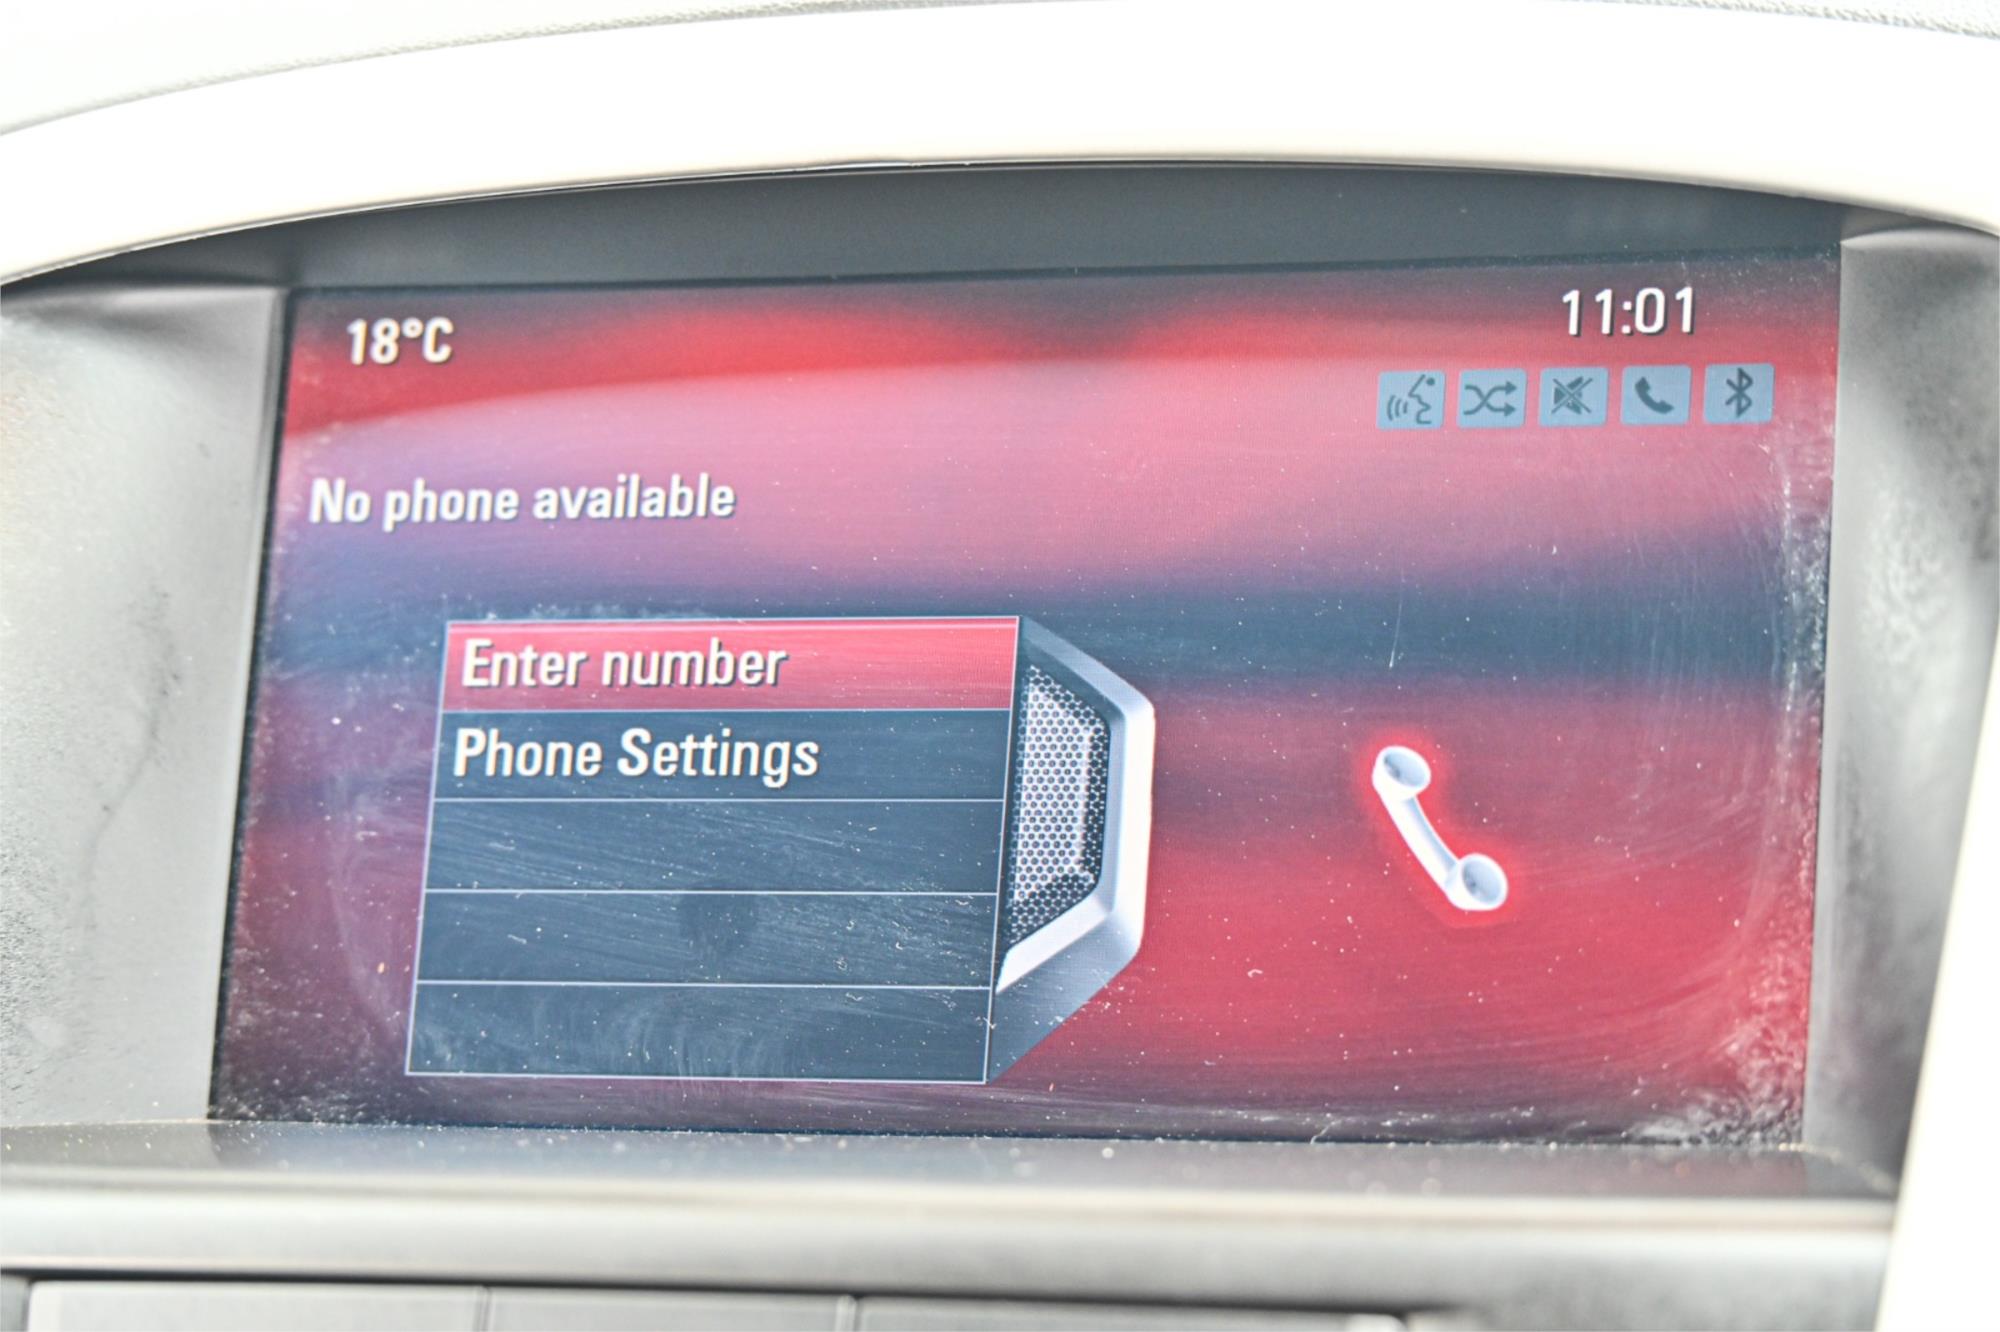 18°C
11:01
No phone available
Enter number
Phone Settings